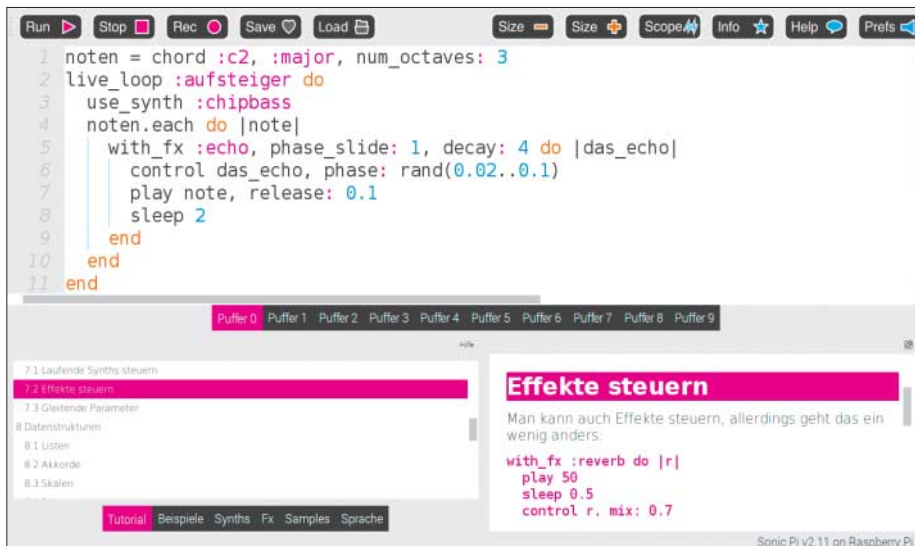 Run Stop Rec Save Load Size Size Scope Info Help Prefs
1 noten = chord :c2, :major, num_octaves: 3
2 live_loop :aufsteiger do
3 use_synth :chipbass
4 noten.each do |note|
5 with_fx :echo, phase_slide: 1, decay: 4 do |das_echo|
6 control das_echo, phase: rand(0.02..0.1)
7 play note, release: 0.1
8 sleep 2
9 end
10 end
11 end
Puffer 0 Puffer 1 Puffer 2 Puffer 3 Puffer 4 Puffer 5 Puffer 6 Puffer 7 Puffer 8 Puffer 9
Hilfe
7.1 Laufende Synths steuern
7.2 Effekte steuern
7.3 Gleitende Parameter
8 Datenstrukturen
8.1 Listen
8.2 Akkorde
8.3 Skalen
Tutorial Beispiele Synths Fx Samples Sprache
Effekte steuern
Man kann auch Effekte steuern, allerdings geht das ein
wenig anders:
with_fx :reverb do |r|
play 50
sleep 0.5
control r, mix: 0.7
Sonic Pi v2.11 on Raspberry Pi